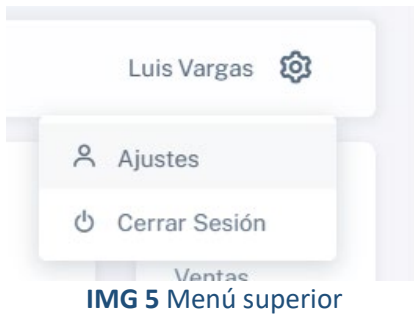 Luis Vargas
Ajustes
Cerrar Sesión
Ventas
IMG 5 Menú superior